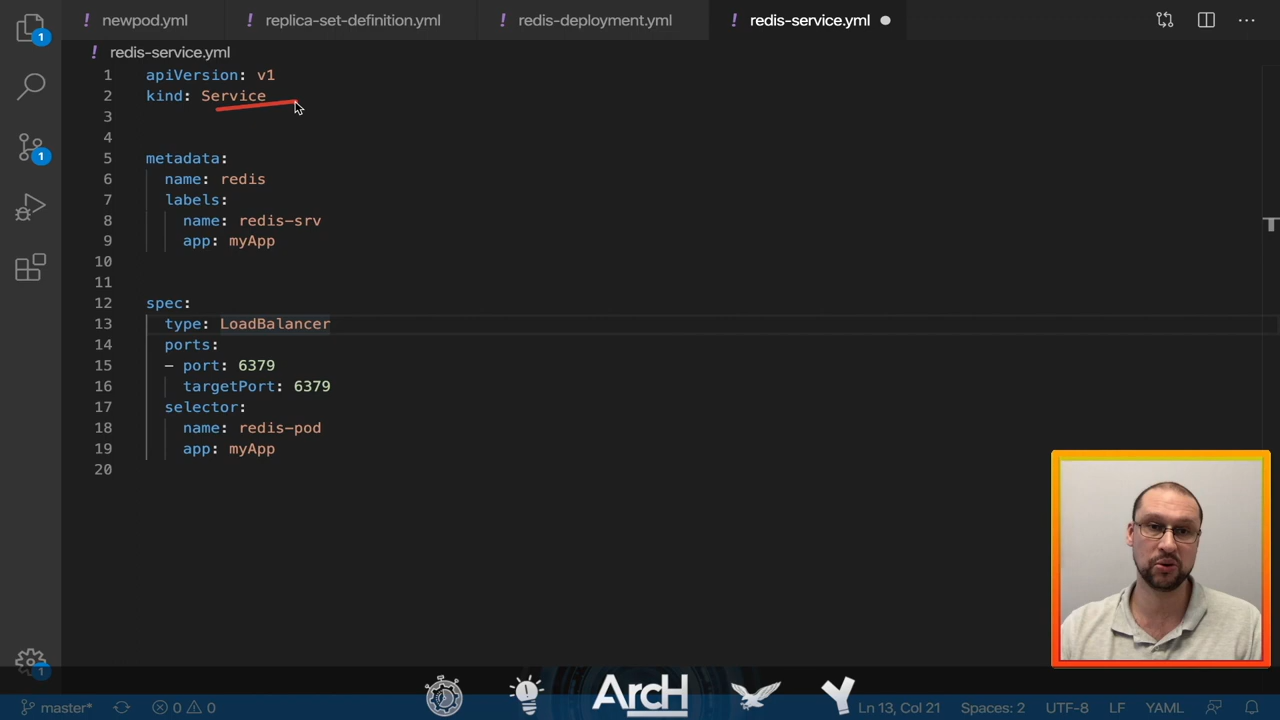 newpod.yml
replica-set-definition.yml
redis-deployment.yml
redis-service.yml
redis-service.yml
1 apiVersion: v1
2 kind: Service
3
4
5 metadata:
6 name: redis
7 labels:
8 name: redis-srv
9 app: myApp
10
11
12 spec:
13 type: LoadBalancer
14 ports:
15 - port: 6379
16 targetPort: 6379
17 selector:
18 name: redis-pod
19 app: myApp
20
1
1
1
ArcH
master* 0 0 Ln 13, Col 21 Spaces: 2 UTF-8 LF YAML